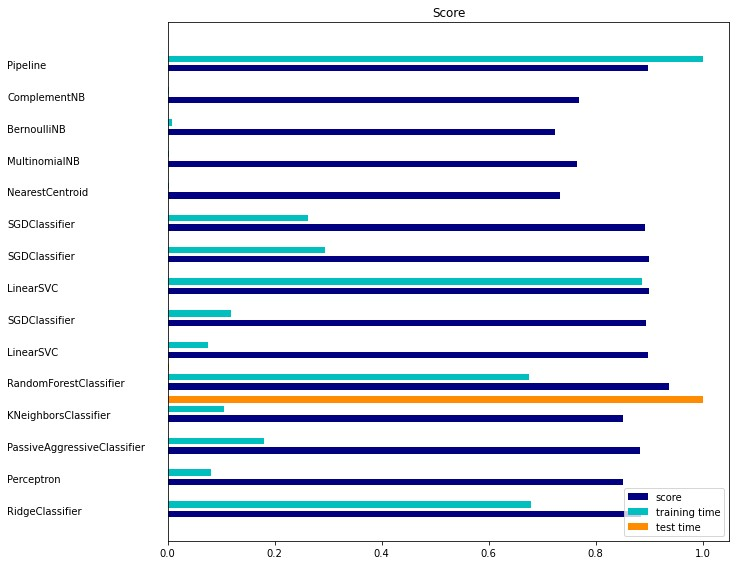 Score
Pipeline
ComplementNB
BernoulliNB
MultinomialNB
NearestCentroid
SGDClassifier
SGDClassifier
LinearSVC
SGDClassifier
LinearSVC
RandomForestClassifier
KNeighborsClassifier
PassiveAggressiveClassifier
Perceptron
RidgeClassifier
score
training time
test time
0.0 0.2 0.4 0.6 0.8 1.0